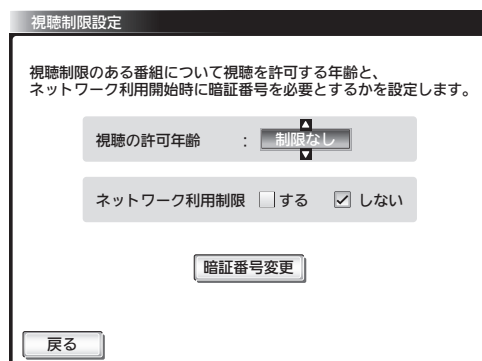 視聴制限設定
視聴制限のある番組について視聴を許可する年齢と、
ネットワーク利用開始時に暗証番号を必要とするかを設定します。
視聴の許可年齢 : 制限なし
ネットワーク利用制限 する しない
暗証番号変更
戻る